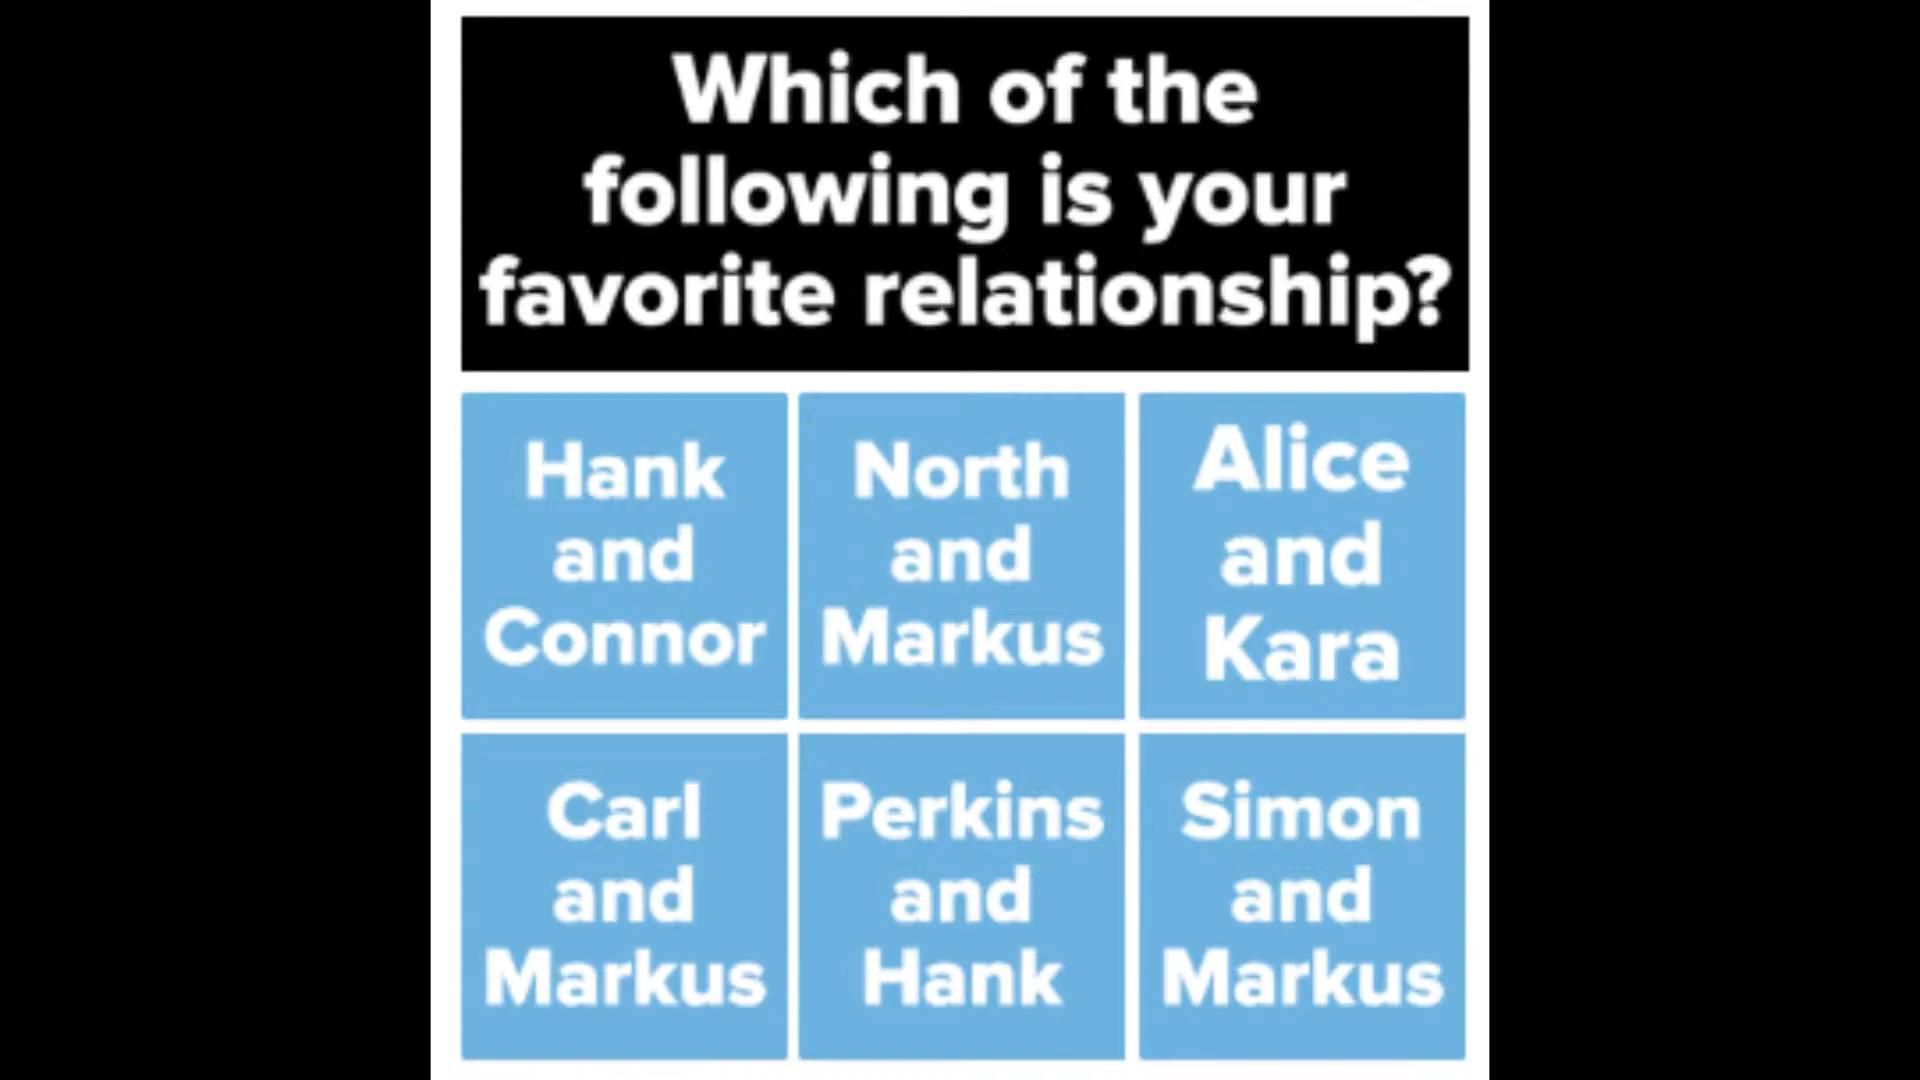 Which of the
following is your
favorite relationship?
Hank
and
Connor
North
and
Markus
Alice
and
Kara
Carl
and
Markus
Perkins
and
Hank
Simon
and
Markus